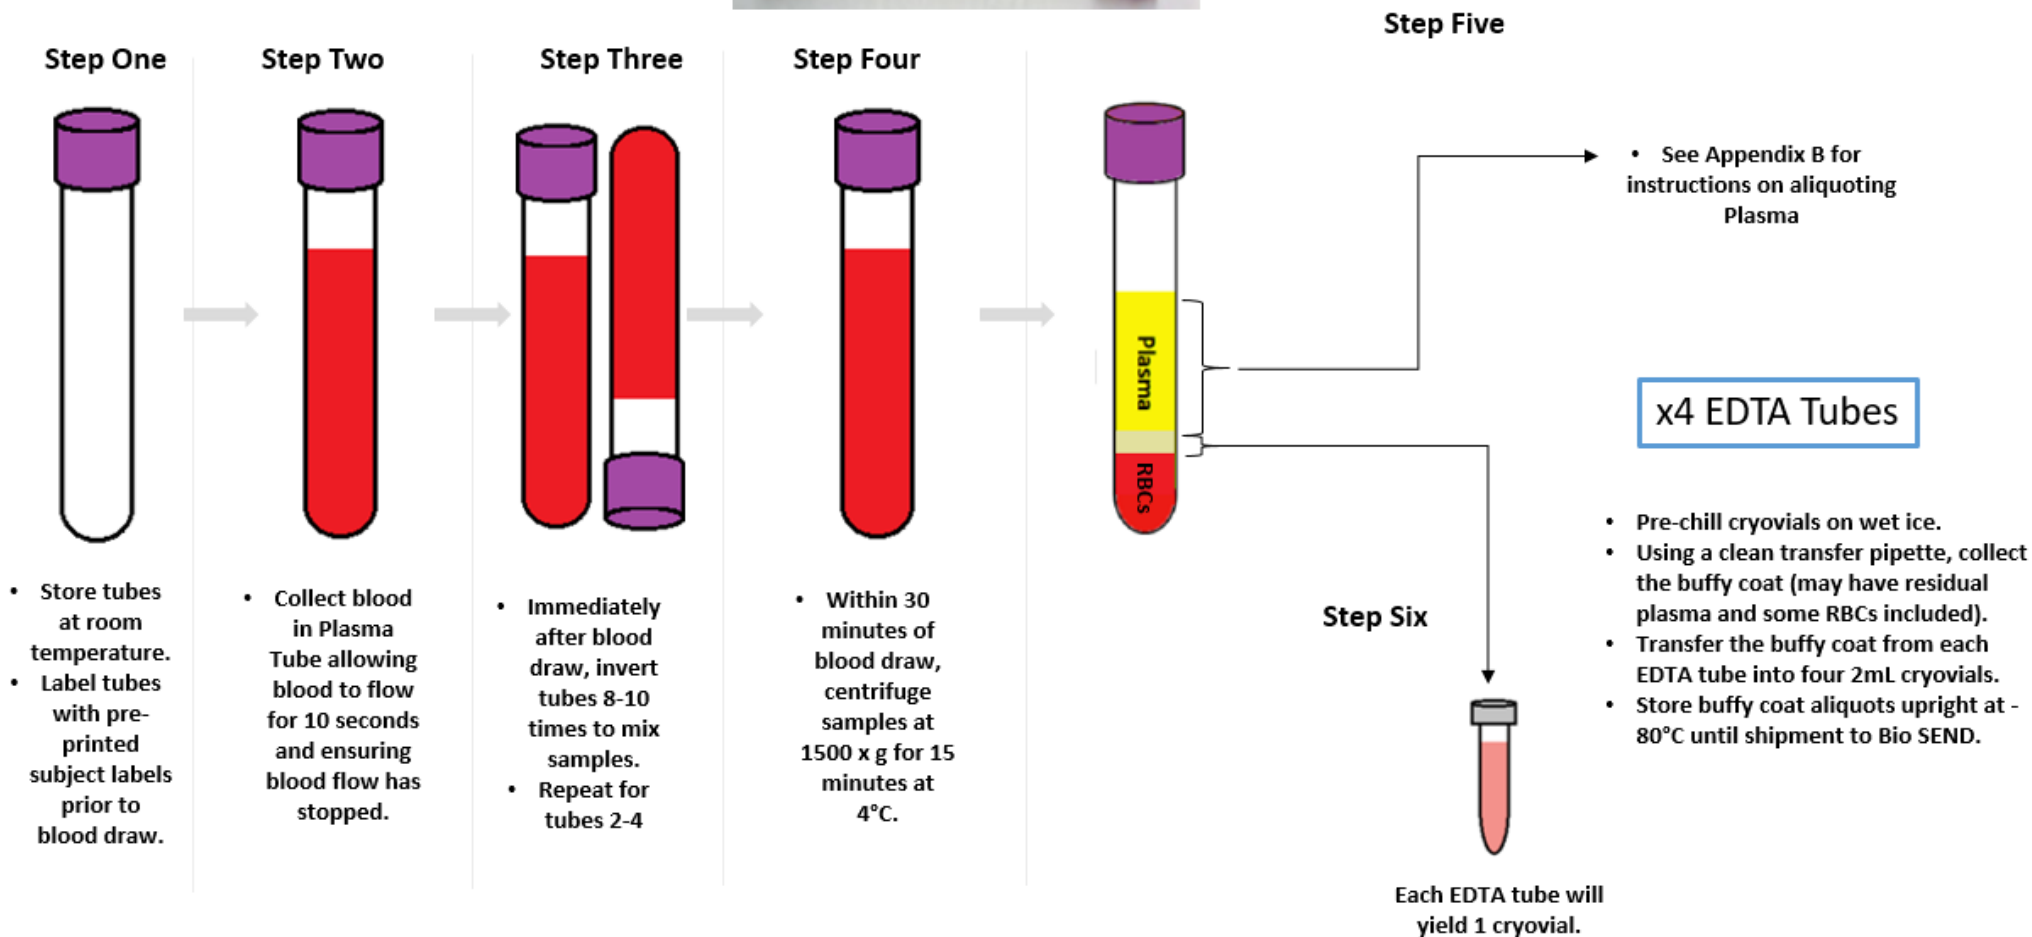 Step One
• Store tubes
at room
temperature.
• Label tubes
with pre-
printed
subject labels
prior to
blood draw.
Step Two
• Collect blood
in Plasma
Tube allowing
blood to flow
for 10 seconds
and ensuring
blood flow has
stopped.
Step Three
• Immediately
after blood
draw, invert
tubes 8-10
times to mix
samples.
• Repeat for
tubes 2-4
Step Four
• Within 30
minutes of
blood draw,
centrifuge
samples at
1500 x g for 15
minutes at
4°C.
Step Five
Plasma
RBCs
• See Appendix B for
instructions on aliquoting
Plasma
x4 EDTA Tubes
Step Six
• Pre-chill cryovials on wet ice.
• Using a clean transfer pipette, collect
the buffy coat (may have residual
plasma and some RBCs included).
• Transfer the buffy coat from each
EDTA tube into four 2mL cryovials.
• Store buffy coat aliquots upright at -
80°C until shipment to Bio SEND.
Each EDTA tube will
yield 1 cryovial.